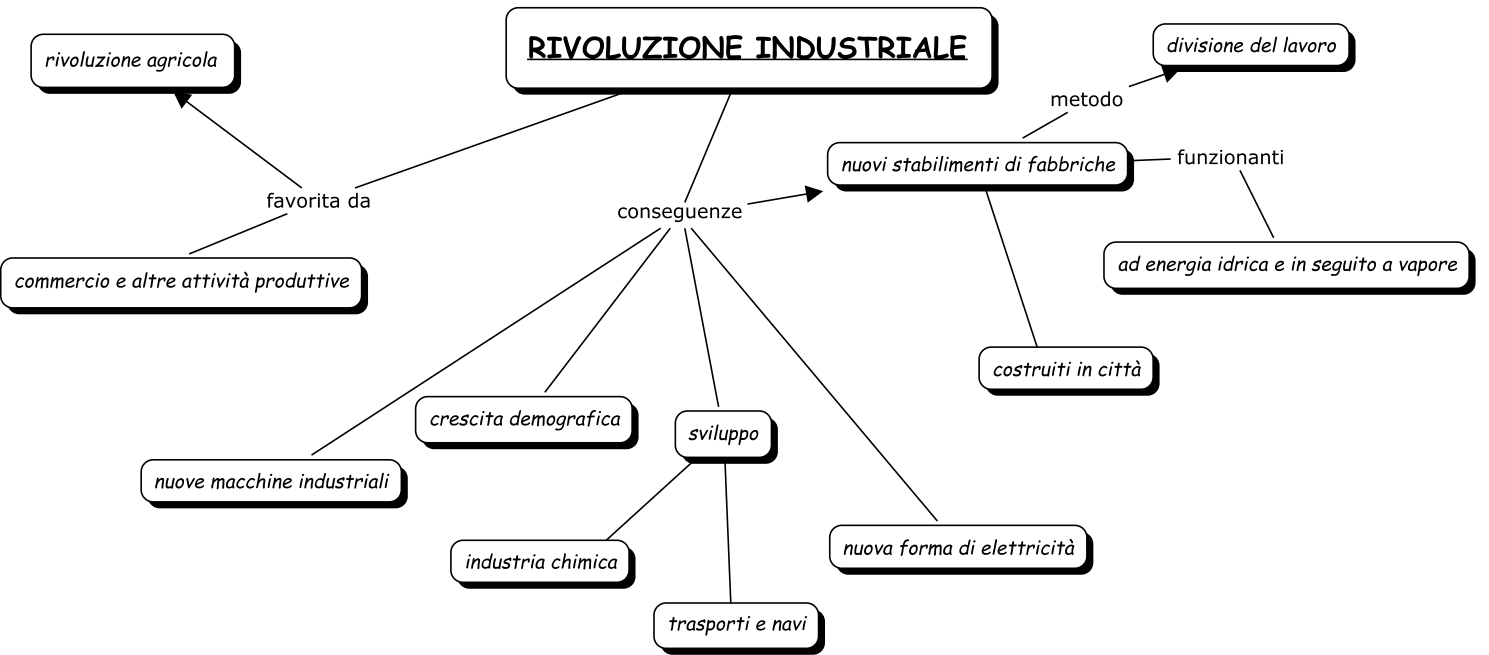 RIVOLUZIONE INDUSTRIALE
rivoluzione agricola
divisione del lavoro
metodo
nuovi stabilimenti di fabbriche
funzionanti
favorita da
conseguenze
commercio e altre attività produttive
ad energia idrica e in seguito a vapore
costruiti in città
crescita demografica
sviluppo
nuove macchine industriali
nuova forma di elettricità
industria chimica
trasporti e navi